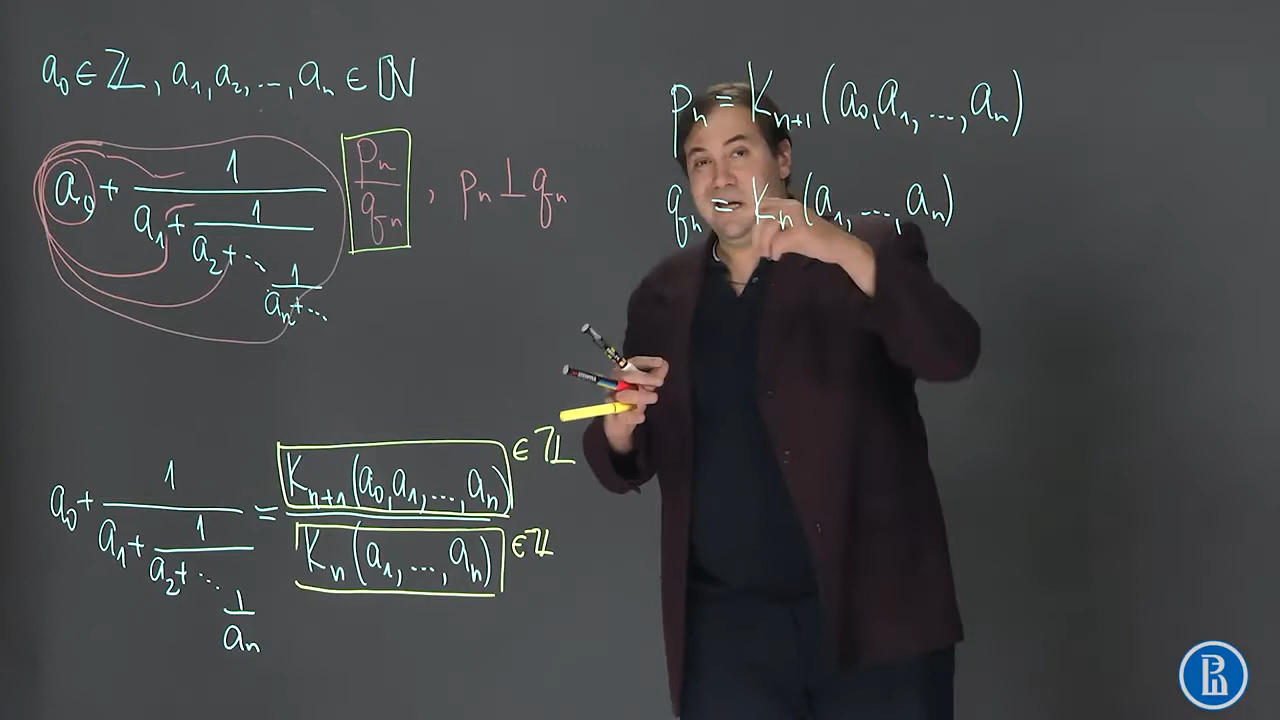 a₀ ∈ ℤ, a₁, a₂, ..., aₙ ∈ ℕ
a₀ + 1/(a₁ + 1/(a₂ + ⋱ 1/(aₙ + ...))) pₙ/qₙ , pₙ ⊥ qₙ
a₀ + 1/(a₁ + 1/(a₂ + ⋱ 1/aₙ)) = Kₙ₊₁(a₀, a₁, ..., aₙ) ∈ ℤ / Kₙ(a₁, ..., aₙ) ∈ ℤ
pₙ = Kₙ₊₁(a₀, a₁, ..., aₙ)
qₙ = Kₙ(a₁, ..., aₙ)